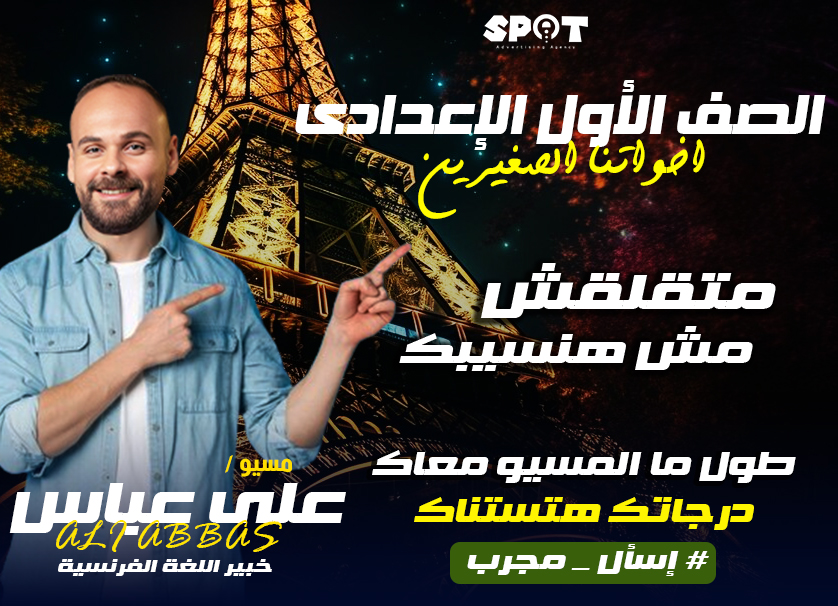 SPOT
Advertising Agency
الصف الأول الإعدادى
اخواتنا الصغيرين
متقلقش
مش هنسيبك
طول ما المسيو معاك
درجاتك هتستناك
# إسأل _ مجرب
مسيو /
على عباس
ALI ABBAS
خبير اللغة الفرنسية